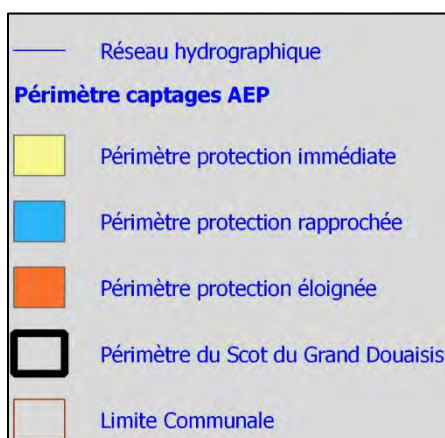 Réseau hydrographique
Périmètre captages AEP
Périmètre protection immédiate
Périmètre protection rapprochée
Périmètre protection éloignée
Périmètre du Scot du Grand Douaisis
Limite Communale